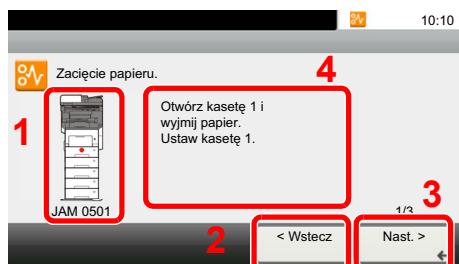 10:10
Zacięcie papieru.
4
1
Otwórz kasetę 1 i
wyjmij papier.
Ustaw kasetę 1.
JAM 0501
1/3
3
2
< Wstecz
Nast. >